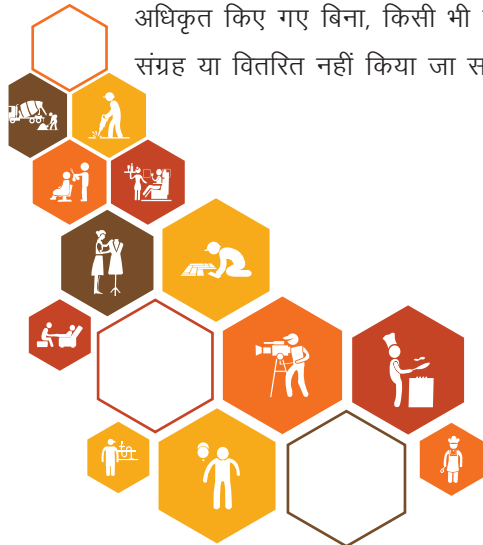 अधिकृत किए गए बिना, किसी भी
संग्रह या वितरित नहीं किया जा